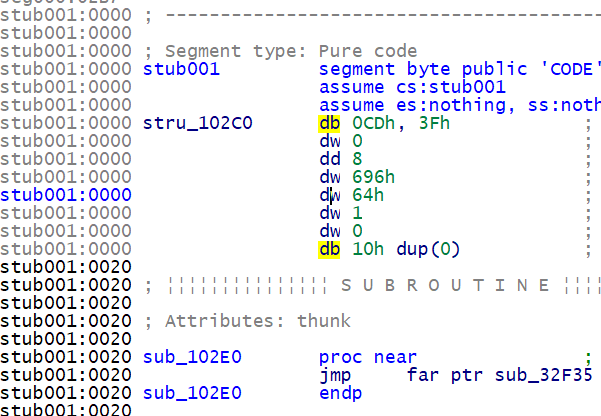 stub001:0000 ; -----------------------------------------
stub001:0000
stub001:0000 ; Segment type: Pure code
stub001:0000 stub001 segment byte public 'CODE'
stub001:0000 assume cs:stub001
stub001:0000 assume es:nothing, ss:noth
stub001:0000 stru_102C0 db 0CDh, 3Fh ;
stub001:0000 dw 0 ;
stub001:0000 dd 8 ;
stub001:0000 dw 696h ;
stub001:0000 dw 64h ;
stub001:0000 dw 1 ;
stub001:0000 dw 0 ;
stub001:0000 db 10h dup(0) ;
stub001:0020
stub001:0020 ; ¦¦¦¦¦¦¦¦¦¦¦¦¦¦¦ S U B R O U T I N E ¦¦¦¦
stub001:0020
stub001:0020 ; Attributes: thunk
stub001:0020
stub001:0020 sub_102E0 proc near ;
stub001:0020 jmp far ptr sub_32F35
stub001:0020 sub_102E0 endp
stub001:0020